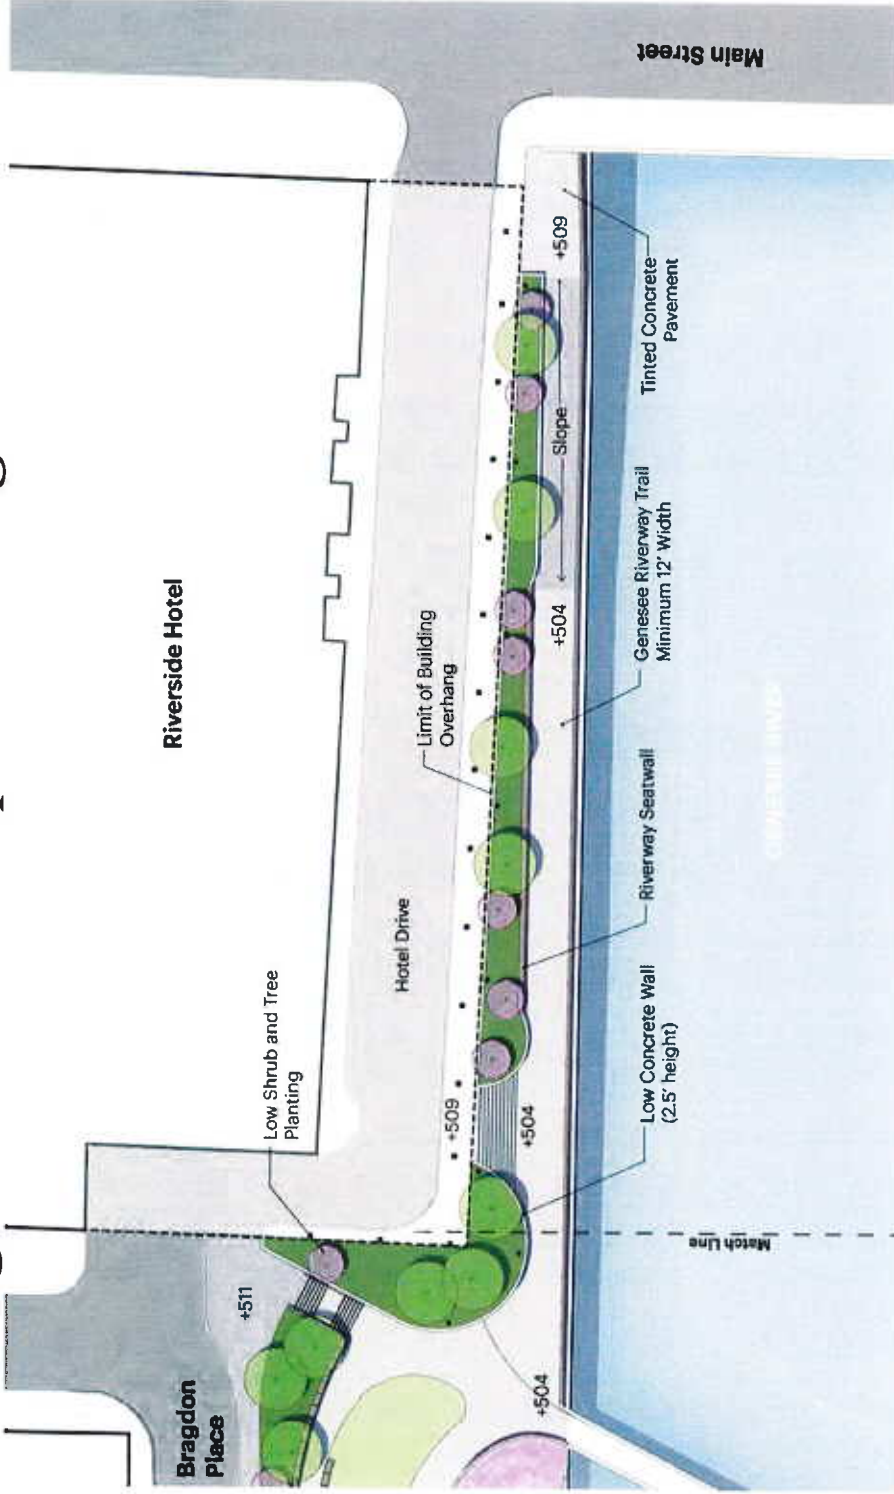 Main Street
Riverside Hotel
Hotel Drive
Low Shrub and Tree
Planting
Limit of Building
Overhang
+509
Slope
+504
+509
+504
+511
+504
Bragdon
Place
Low Concrete Wall
(2.5' height)
Riverway Seatwall
Genesee Riverway Trail
Minimum 12' Width
Tinted Concrete
Pavement
Match Line